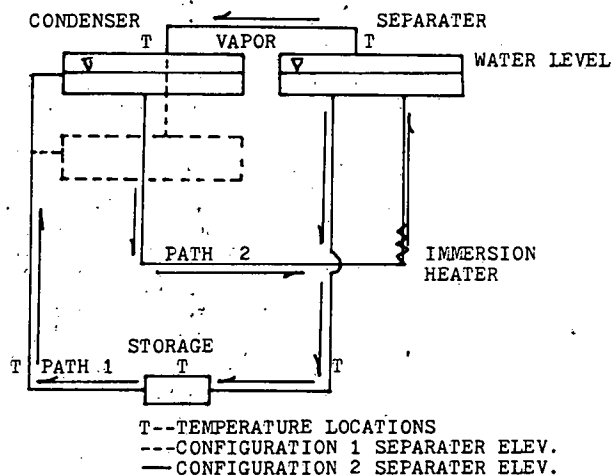 CONDENSER
SEPARATER
T
VAPOR
T
WATER LEVEL
PATH 2
IMMERSION
HEATER
STORAGE
T PATH 1
T
T
T--TEMPERATURE LOCATIONS
---CONFIGURATION 1 SEPARATER ELEV.
— CONFIGURATION 2 SEPARATER ELEV.